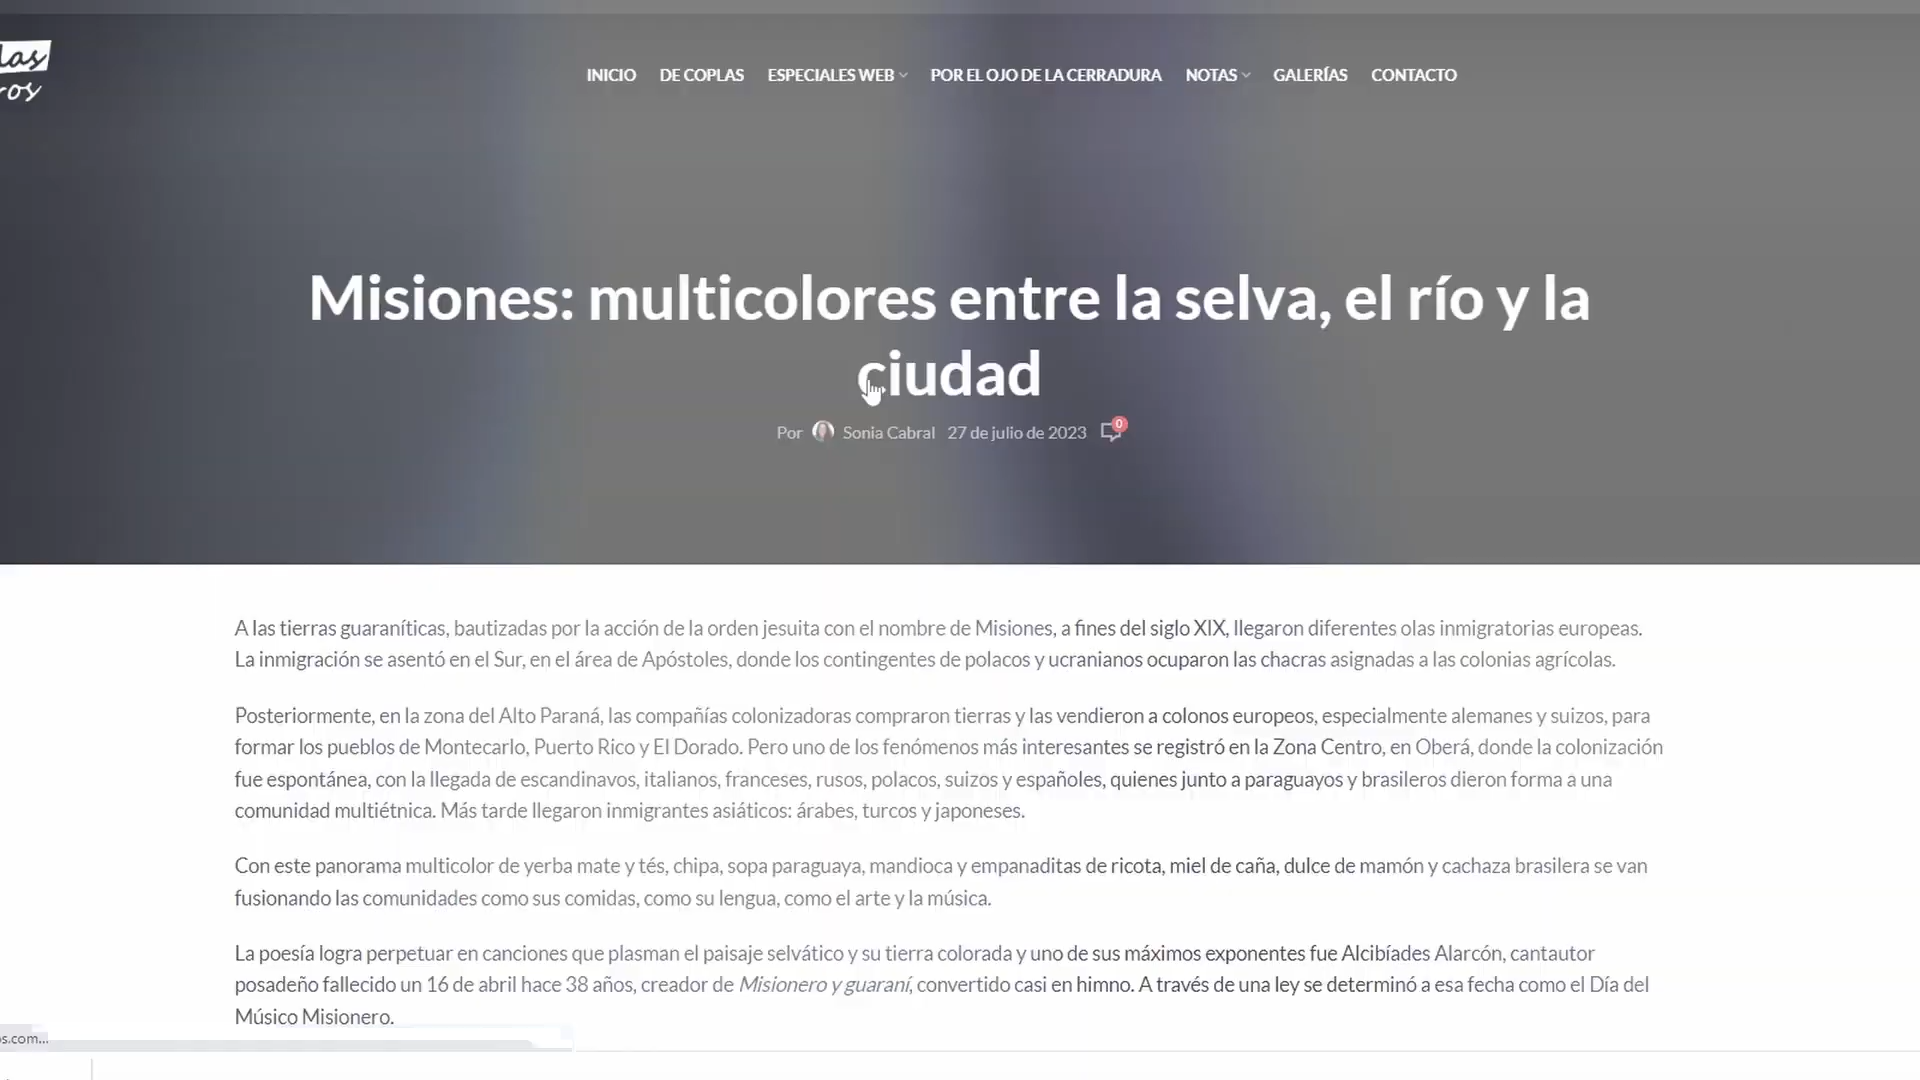 las
ros
INICIO DE COPLAS ESPECIALES WEB POR EL OJO DE LA CERRADURA NOTAS GALERÍAS CONTACTO
Misiones: multicolores entre la selva, el río y la
ciudad
Por Sonia Cabral 27 de julio de 2023 0
A las tierras guaraníticas, bautizadas por la acción de la orden jesuita con el nombre de Misiones, a fines del siglo XIX, llegaron diferentes olas inmigratorias europeas.
La inmigración se asentó en el Sur, en el área de Apóstoles, donde los contingentes de polacos y ucranianos ocuparon las chacras asignadas a las colonias agrícolas.
Posteriormente, en la zona del Alto Paraná, las compañías colonizadoras compraron tierras y las vendieron a colonos europeos, especialmente alemanes y suizos, para
formar los pueblos de Montecarlo, Puerto Rico y El Dorado. Pero uno de los fenómenos más interesantes se registró en la Zona Centro, en Oberá, donde la colonización
fue espontánea, con la llegada de escandinavos, italianos, franceses, rusos, polacos, suizos y españoles, quienes junto a paraguayos y brasileros dieron forma a una
comunidad multiétnica. Más tarde llegaron inmigrantes asiáticos: árabes, turcos y japoneses.
Con este panorama multicolor de yerba mate y tés, chipa, sopa paraguaya, mandioca y empanaditas de ricota, miel de caña, dulce de mamón y cachaza brasilera se van
fusionando las comunidades como sus comidas, como su lengua, como el arte y la música.
La poesía logra perpetuar en canciones que plasman el paisaje selvático y su tierra colorada y uno de sus máximos exponentes fue Alcibíades Alarcón, cantautor
posadeño fallecido un 16 de abril hace 38 años, creador de Misionero y guaraní, convertido casi en himno. A través de una ley se determinó a esa fecha como el Día del
Músico Misionero.
os.com...